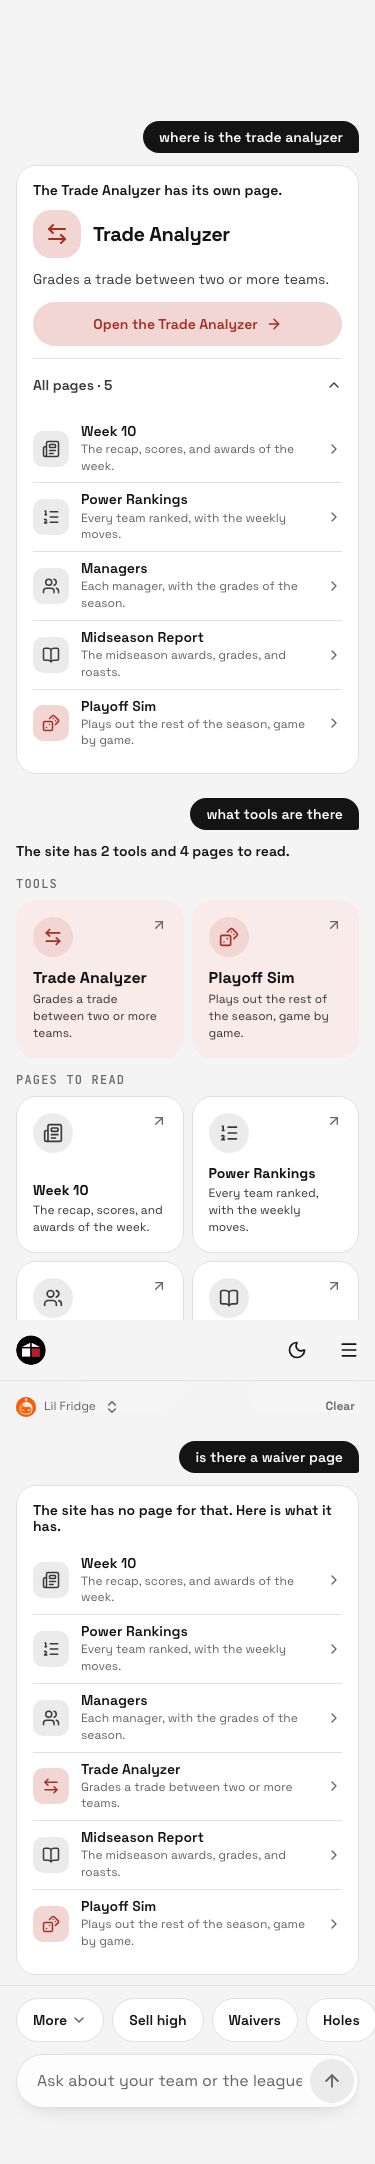 where is the trade analyzer
The Trade Analyzer has its own page.
Trade Analyzer
Grades a trade between two or more teams.
Open the Trade Analyzer
All pages · 5
Week 10
The recap, scores, and awards of the
week.
Power Rankings
Every team ranked, with the weekly
moves.
Managers
Each manager, with the grades of the
season.
Midseason Report
The midseason awards, grades, and
roasts.
Playoff Sim
Plays out the rest of the season, game
by game.
what tools are there
The site has 2 tools and 4 pages to read.
TOOLS
Trade Analyzer
Grades a trade
between two or more
teams.
Playoff Sim
Plays out the rest of
the season, game by
game.
PAGES TO READ
Week 10
The recap, scores, and
awards of the week.
Power Rankings
Every team ranked,
with the weekly
moves.
Lil Fridge
Clear
is there a waiver page
The site has no page for that. Here is what it
has.
Week 10
The recap, scores, and awards of the
week.
Power Rankings
Every team ranked, with the weekly
moves.
Managers
Each manager, with the grades of the
season.
Trade Analyzer
Grades a trade between two or more
teams.
Midseason Report
The midseason awards, grades, and
roasts.
Playoff Sim
Plays out the rest of the season, game
by game.
More
Sell high
Waivers
Holes
Ask about your team or the league